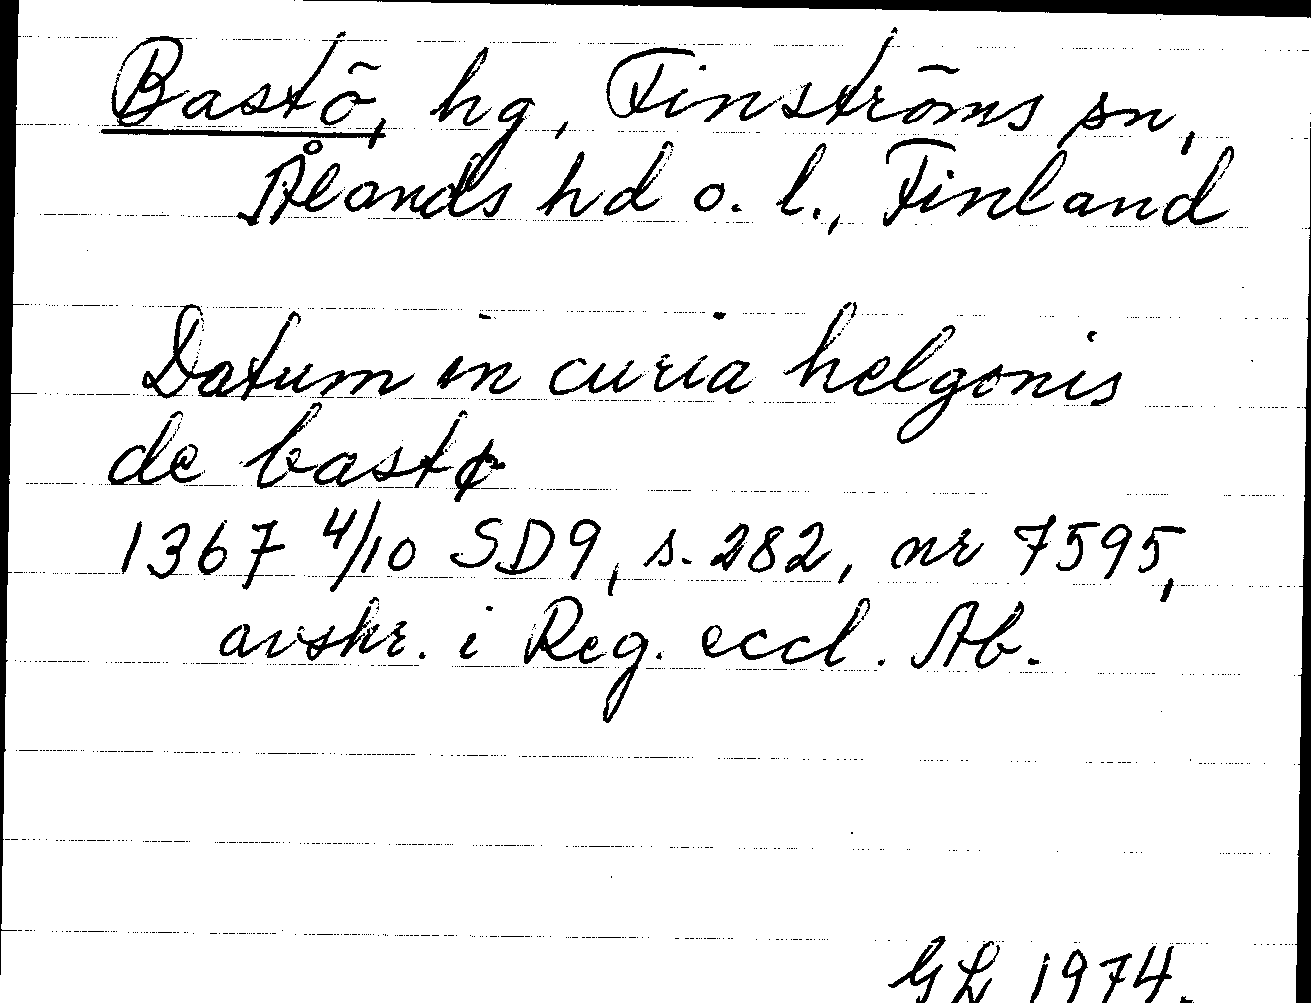 Bastö, hg, Finströms sn,
Ålands hd o. l., Finland
Datum in curia helgonis
de bastø
1367 4/10 SD9, s. 282, nr 7595,
avskr. i Reg. eccl. Ab.
GL 1974.